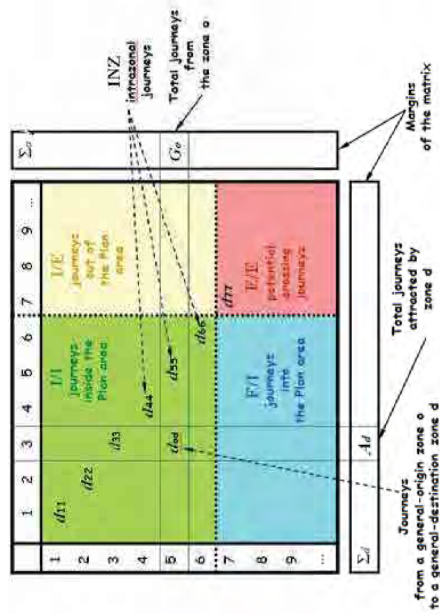 1 2 3 4 5 6 7 8 9 ...
Σo
1
2
3
4
5
6
7
8
9
...
d11
d22
d33
d44
dod
d55
d66
d77
I/I
journeys
inside the
Plan area
I/E
journeys
out of
the Plan
area
E/I
journeys
into
the Plan area
E/E
potential
crossing
journeys
Go
Σd
Ad
INZ
intrazonal
journeys
Total journeys
from
the zone o
Margins
of the matrix
Total journeys
attracted by
zone d
Journeys
from a general-origin zone o
to a general-destination zone d